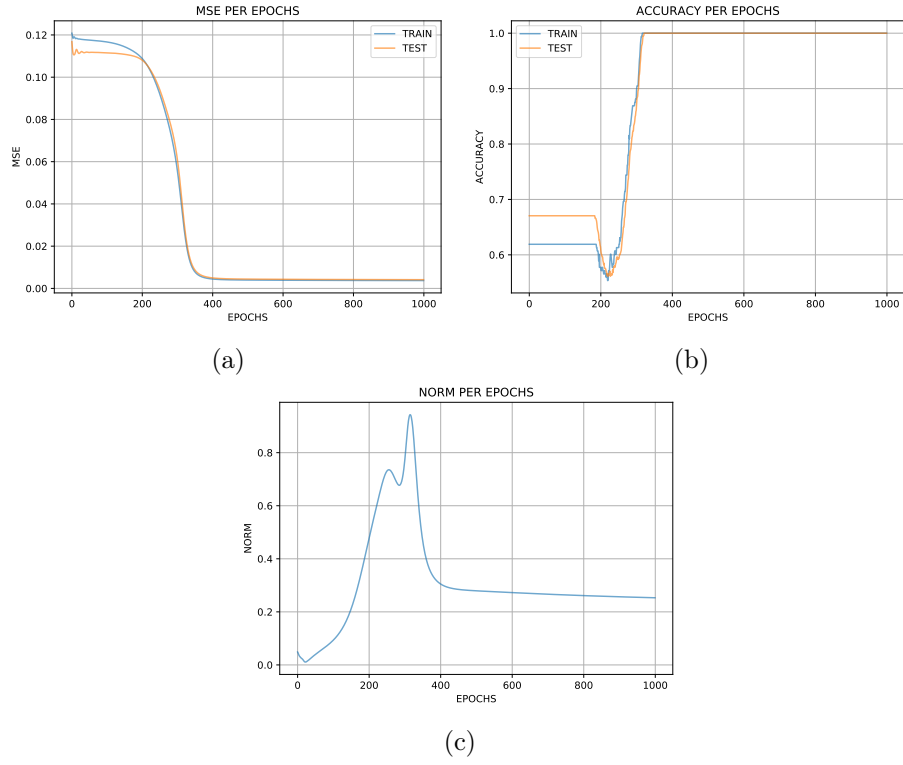 MSE PER EPOCHS
TRAIN
TEST
0.12
0.10
0.08
0.06
0.04
0.02
0.00
MSE
0 200 400 600 800 1000
EPOCHS
(a)
ACCURACY PER EPOCHS
TRAIN
TEST
1.0
0.9
0.8
0.7
0.6
ACCURACY
0 200 400 600 800 1000
EPOCHS
(b)
NORM PER EPOCHS
0.8
0.6
0.4
0.2
0.0
NORM
0 200 400 600 800 1000
EPOCHS
(c)